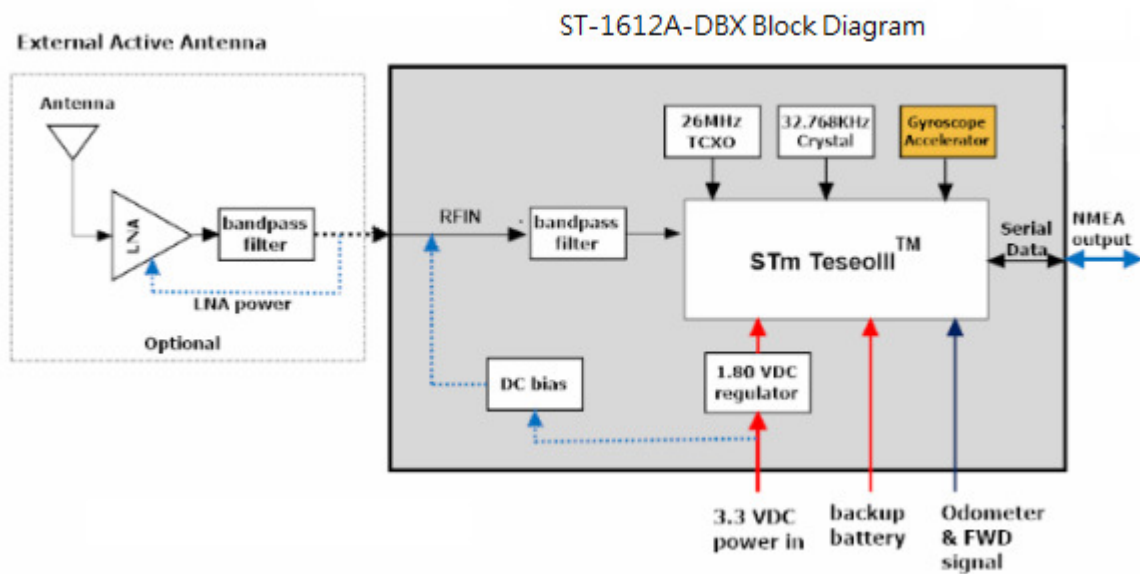 ST-1612A-DBX Block Diagram
External Active Antenna
Antenna
LNA
bandpass
filter
LNA power
Optional
RFIN
bandpass
filter
26MHz
TCXO
32.768KHz
Crystal
Gyroscope
Accelerator
STm TeseoIII™
Serial
Data
NMEA
output
DC bias
1.80 VDC
regulator
3.3 VDC
power in
backup
battery
Odometer
& FWD
signal